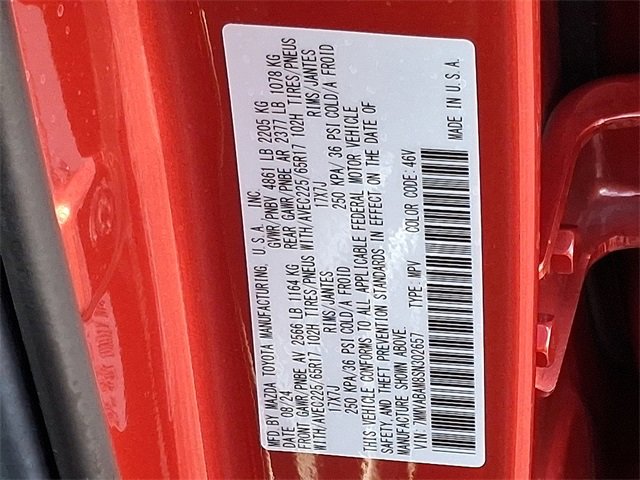 MFD BY MAZDA TOYOTA MANUFACTURING, U.S.A., INC.
DATE: 08/24 GVWR/PNBV 4861 LB 2205 KG
FRONT GAWR/PNBE AV 2566 LB 1164 KG REAR GAWR/PNBE AR 2377 LB 1078 KG
WITH/AVEC225/65R17 102H TIRES/PNEUS WITH/AVEC225/65R17 102H TIRES/PNEUS
17X7J RIMS/JANTES 17X7J RIMS/JANTES
250 KPA/36 PSI COLD/A FROID 250 KPA/36 PSI COLD/A FROID
THIS VEHICLE CONFORMS TO ALL APPLICABLE FEDERAL MOTOR VEHICLE
SAFETY AND THEFT PREVENTION STANDARDS IN EFFECT ON THE DATE OF
MANUFACTURE SHOWN ABOVE.
TYPE: MPV COLOR CODE: 46V
MADE IN U.S.A.